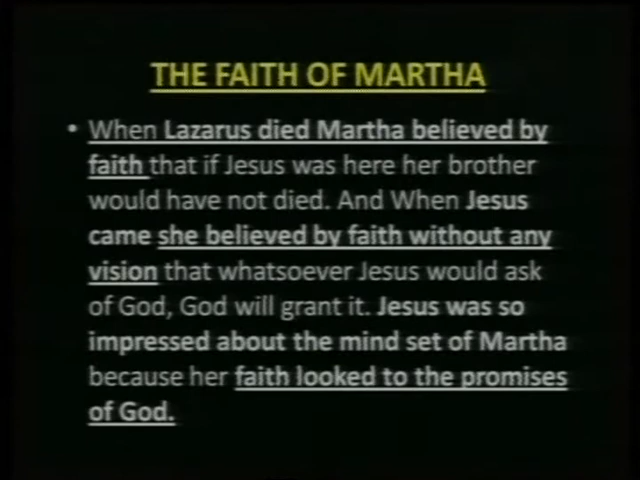 THE FAITH OF MARTHA
• When Lazarus died Martha believed by
faith that if Jesus was here her brother
would have not died. And When Jesus
came she believed by faith without any
vision that whatsoever Jesus would ask
of God, God will grant it. Jesus was so
impressed about the mind set of Martha
because her faith looked to the promises
of God.